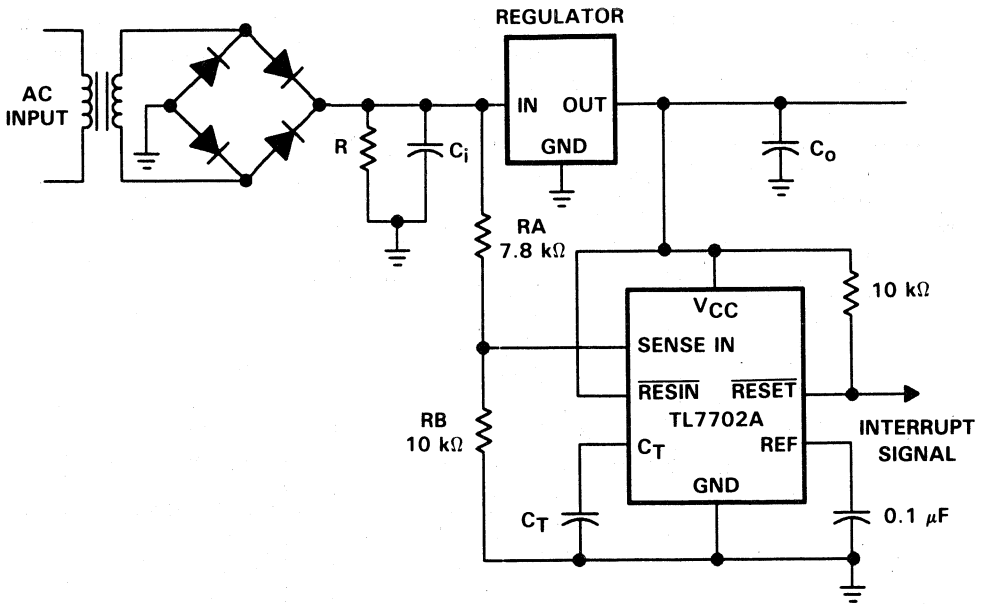 REGULATOR
AC
INPUT
IN OUT
GND
R
Ci
Co
RA
7.8 kΩ
VCC
10 kΩ
SENSE IN
RESIN RESET
TL7702A
RB
10 kΩ
INTERRUPT
SIGNAL
CT
REF
GND
CT
0.1 μF